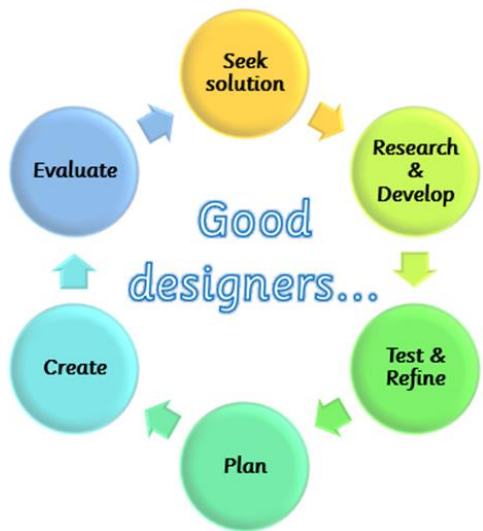 Seek
solution
Research
&
Develop
Test &
Refine
Plan
Create
Evaluate
Good
designers...